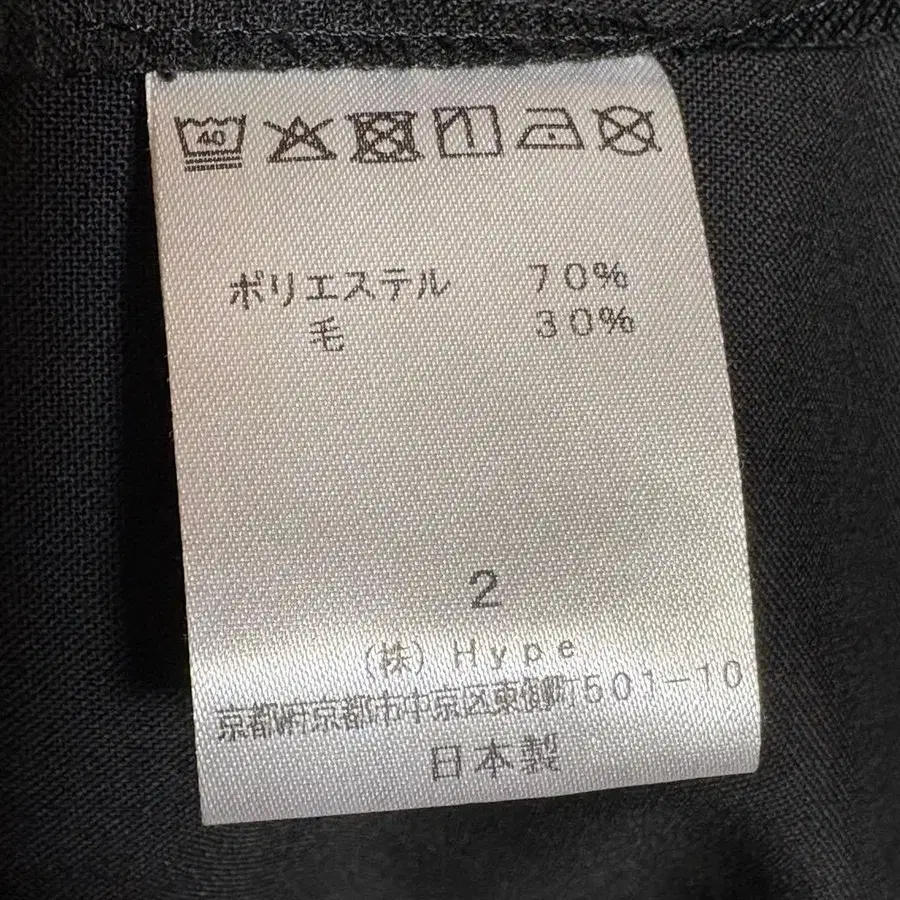 40
ポリエステル 70%
毛 30%
2
(株) Hype
京都府京都市中京区東側町501-10
日本製